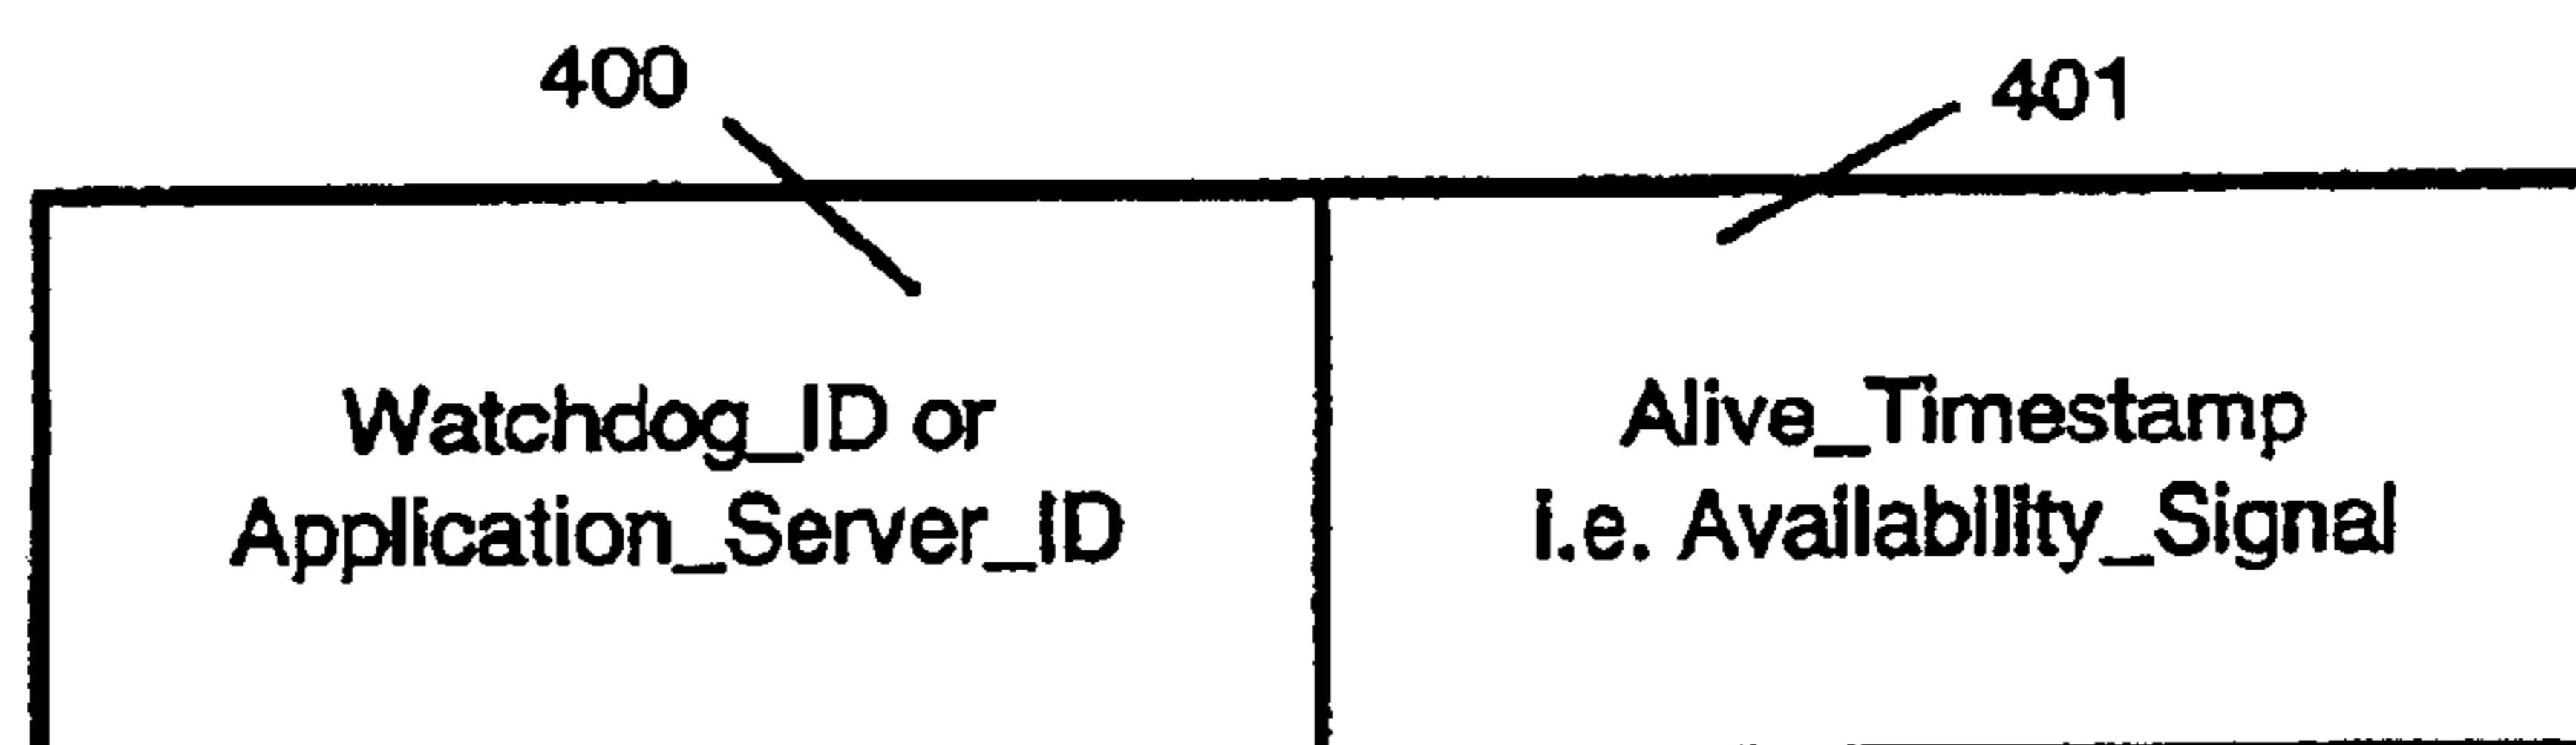 400
401
Watchdog_ID or
Application_Server_ID
Alive_Timestamp
i.e. Availability_Signal